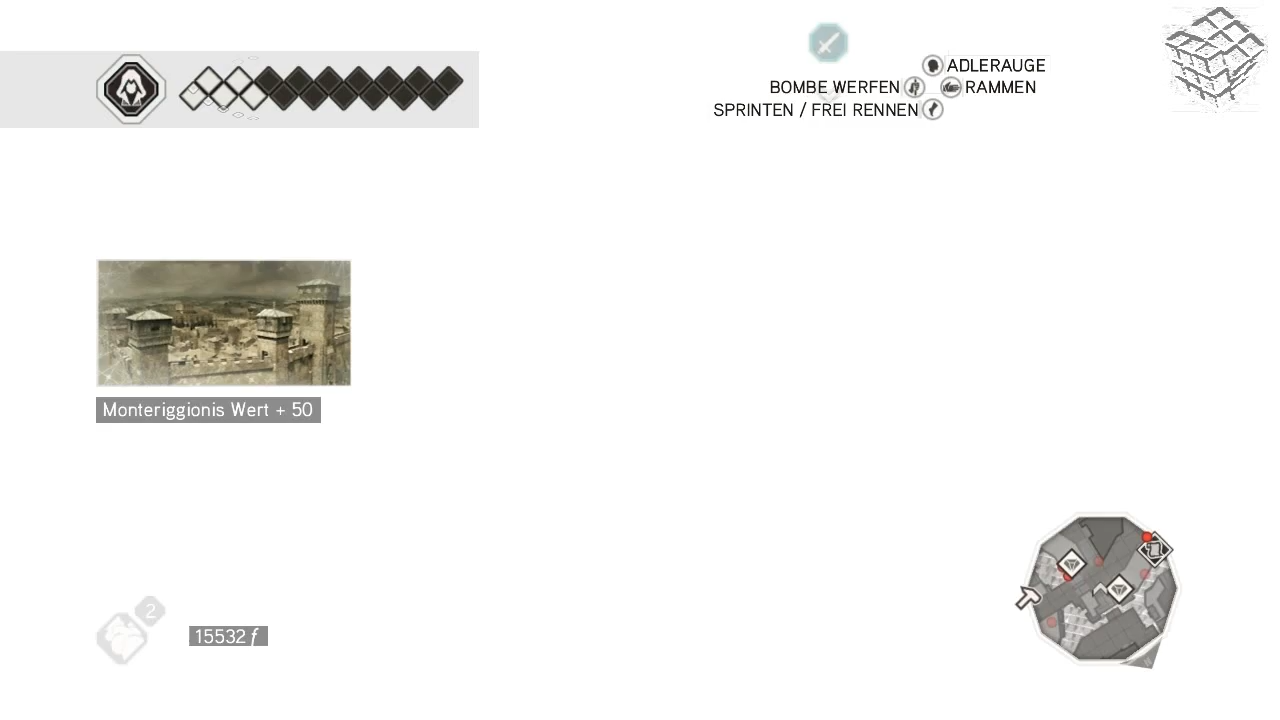 ADLERAUGE
BOMBE WERFEN
RAMMEN
SPRINTEN / FREI RENNEN
Monteriggionis Wert + 50
2
15532 ƒ